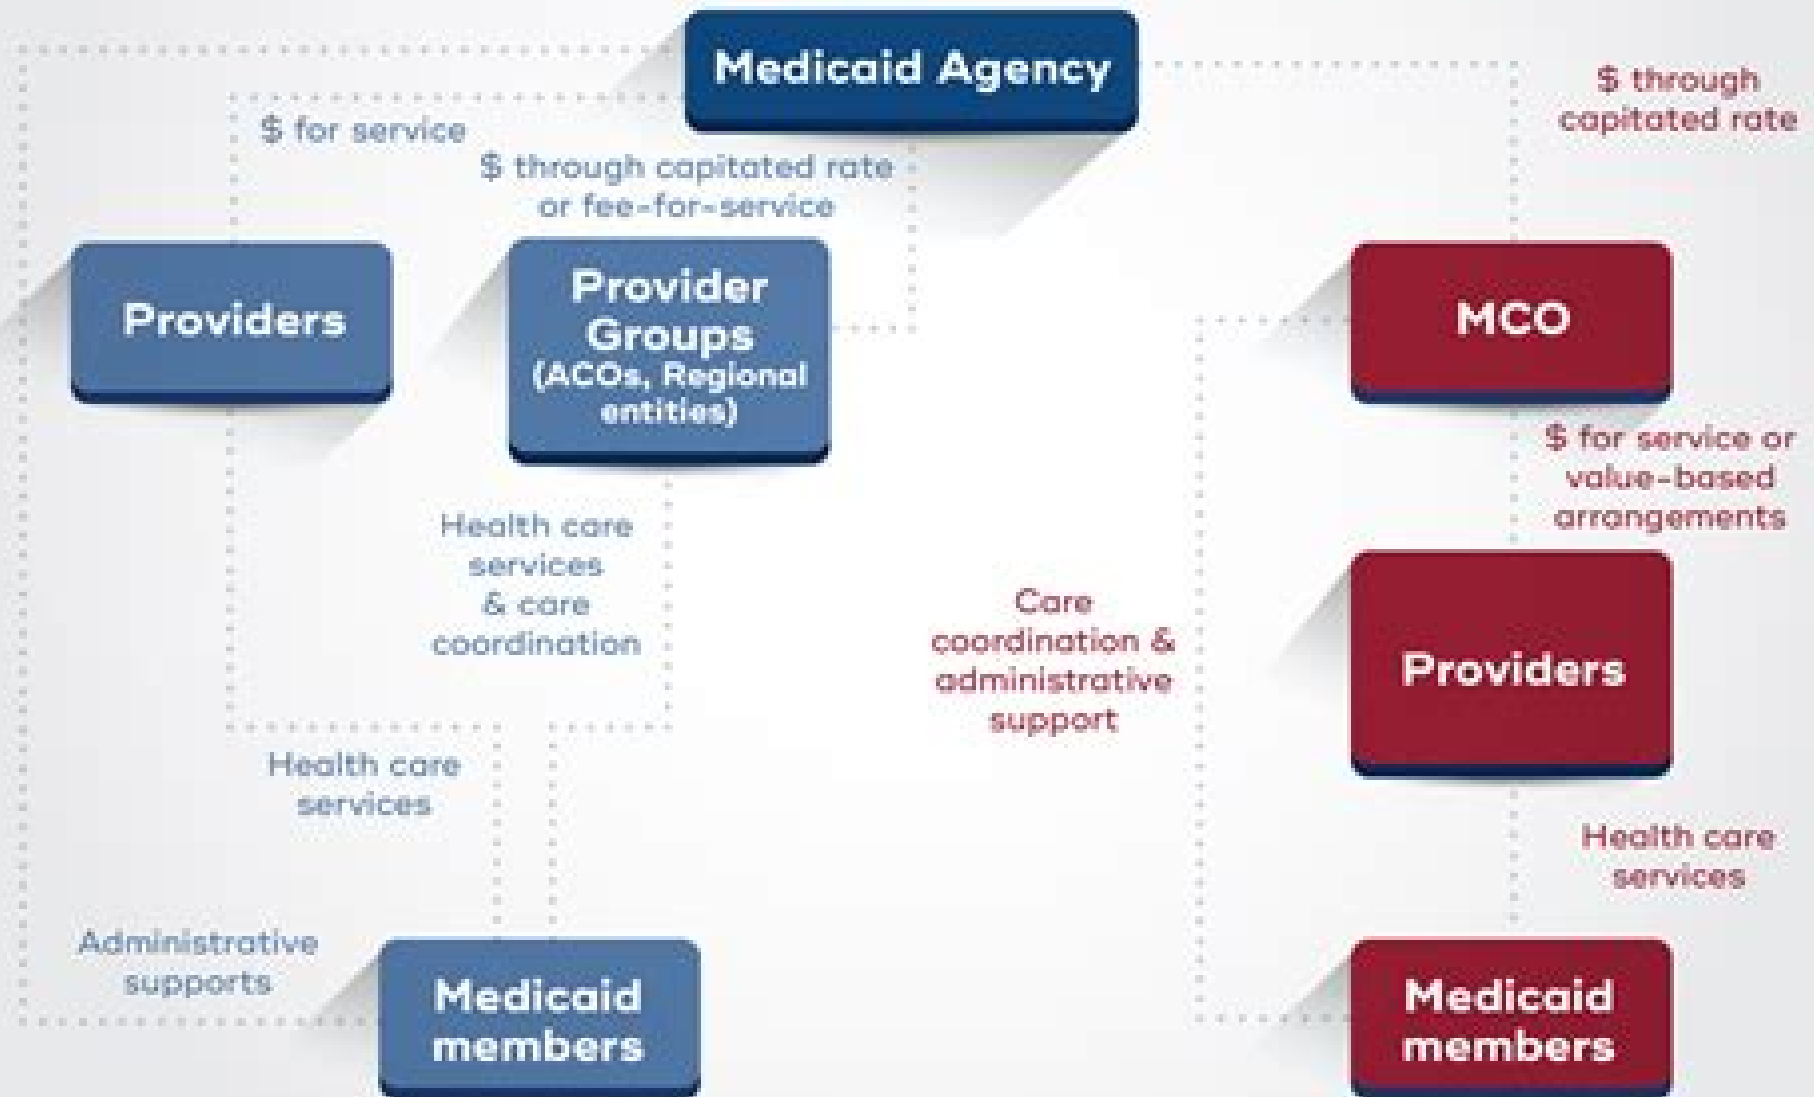 Medicaid Agency
$ through
capitated rate
$ for service
$ through capitated rate
or fee-for-service
Providers
Provider
Groups
(ACOs, Regional
entities)
MCO
$ for service or
value-based
arrangements
Health care
services
& care
coordination
Care
coordination &
administrative
support
Providers
Health care
services
Health care
services
Administrative
supports
Medicaid
members
Medicaid
members